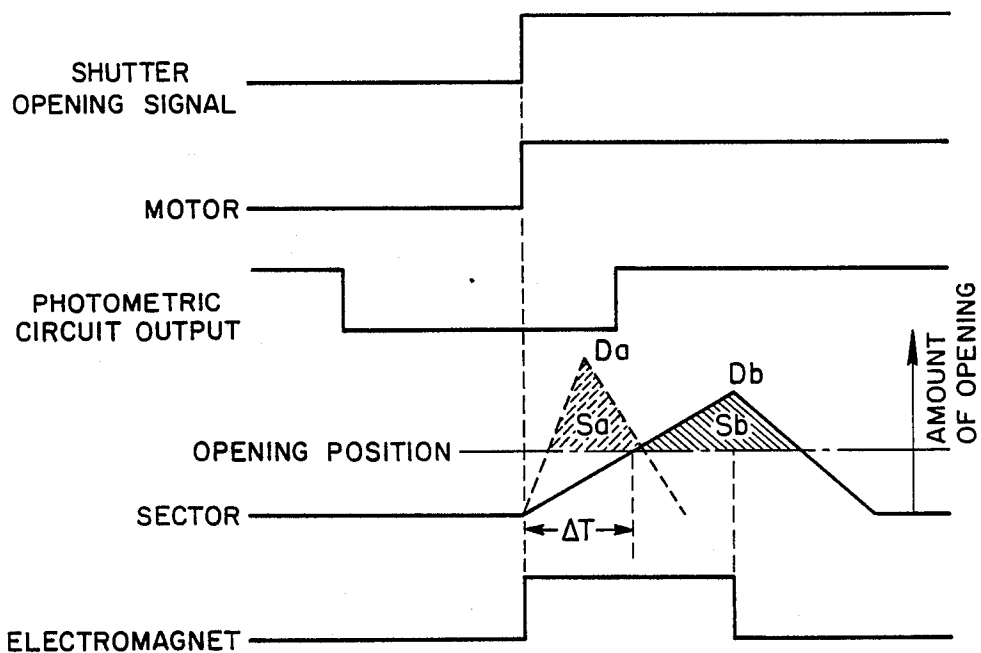 SHUTTER
OPENING SIGNAL
MOTOR
PHOTOMETRIC
CIRCUIT OUTPUT
Da
Db
Sa
Sb
AMOUNT
OF OPENING
OPENING POSITION
SECTOR
ΔT
ELECTROMAGNET